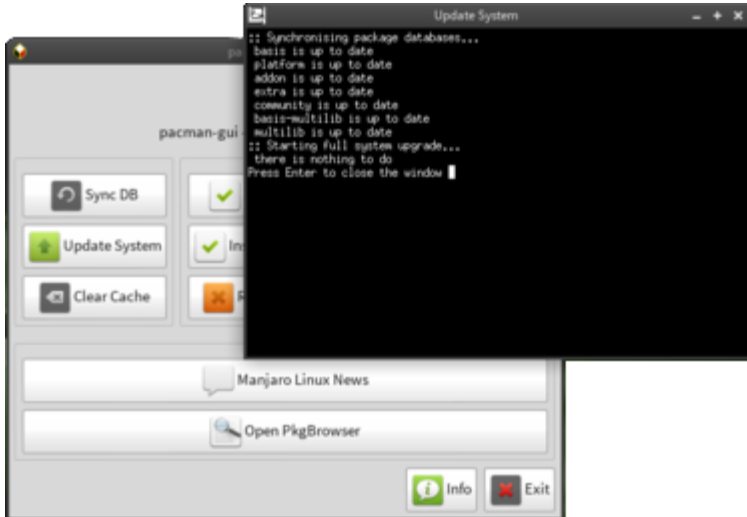 Update System
:: Synchronising package databases...
basis is up to date
platform is up to date
addon is up to date
extra is up to date
community is up to date
basis-multilib is up to date
multilib is up to date
:: Starting full system upgrade...
there is nothing to do
Press Enter to close the window
pacman-gui
Sync DB
Update System
Clear Cache
Manjaro Linux News
Open PkgBrowser
Info
Exit